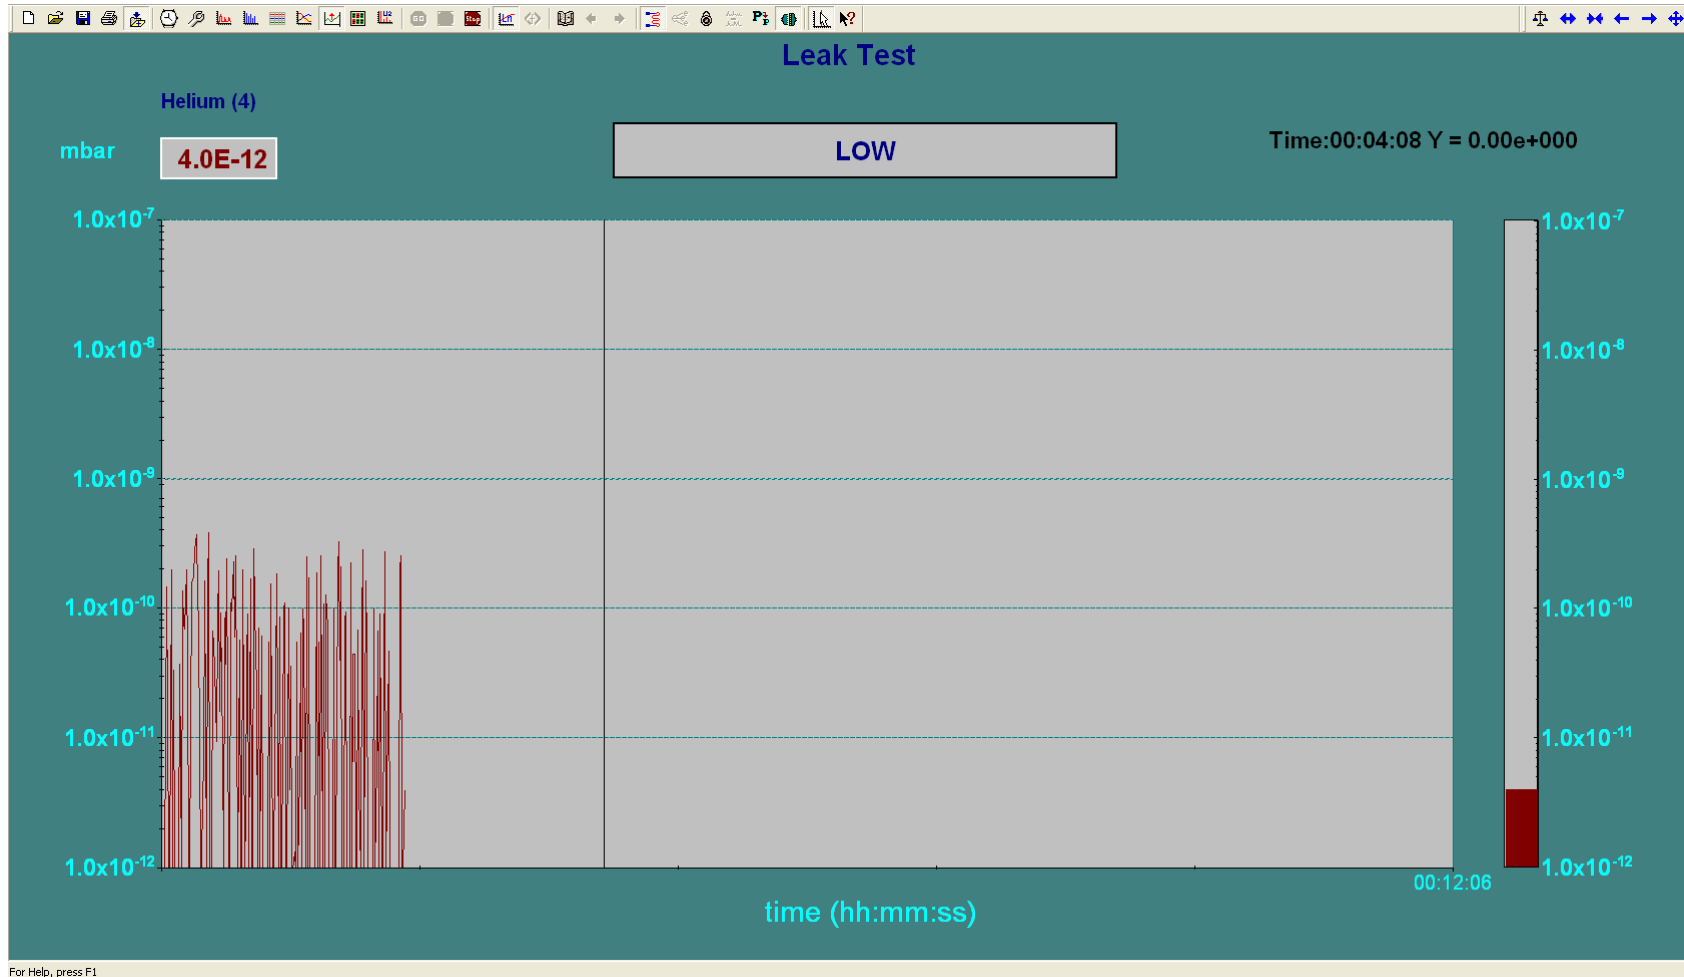 Leak Test
Helium (4)
mbar
4.0E-12
LOW
Time:00:04:08 Y = 0.00e+000
1.0x10-7
1.0x10-8
1.0x10-9
1.0x10-10
1.0x10-11
1.0x10-12
1.0x10-7
1.0x10-8
1.0x10-9
1.0x10-10
1.0x10-11
1.0x10-12
00:12:06
time (hh:mm:ss)
For Help, press F1